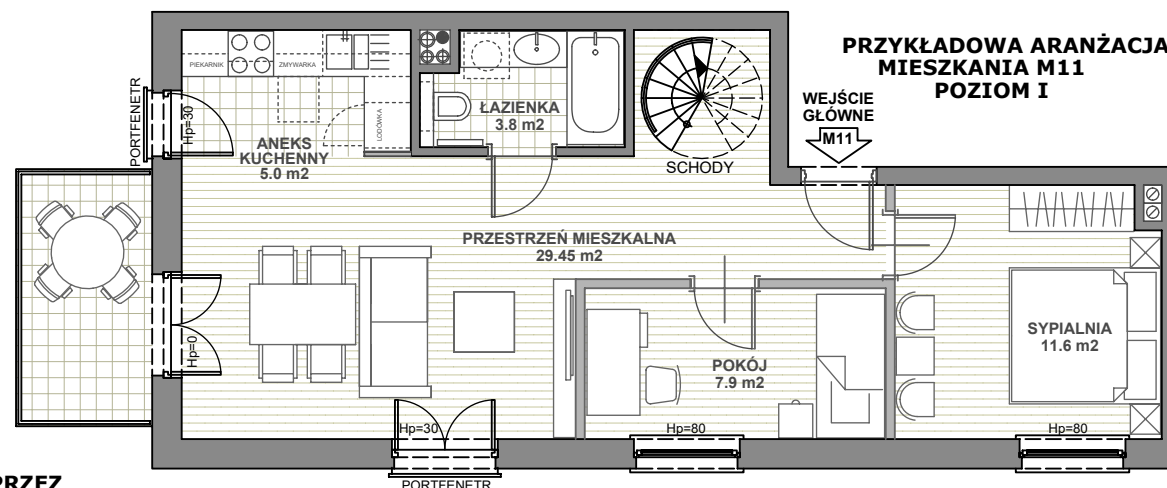 PRZYKŁADOWA ARANŻACJA
MIESZKANIA M11
POZIOM I
WEJŚCIE
GŁÓWNE
M11
PIEKARNIK
ZMYWARKA
LODÓWKA
PORTFENETR
Hp=30
ANEKS
KUCHENNY
5.0 m2
ŁAZIENKA
3.8 m2
SCHODY
PRZESTRZEŃ MIESZKALNA
29.45 m2
Hp=0
POKÓJ
7.9 m2
SYPIALNIA
11.6 m2
Hp=30
Hp=80
Hp=80
PORTFENETR
PRZEZ